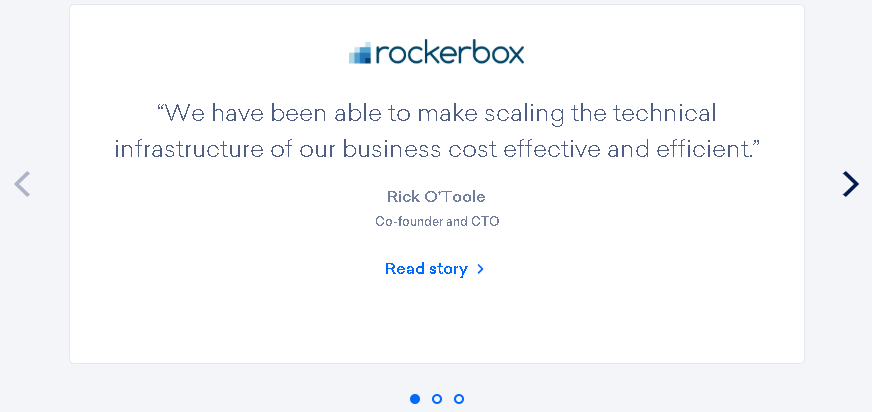 rockerbox
“We have been able to make scaling the technical
infrastructure of our business cost effective and efficient.”
Rick O'Toole
Co-founder and CTO
Read story